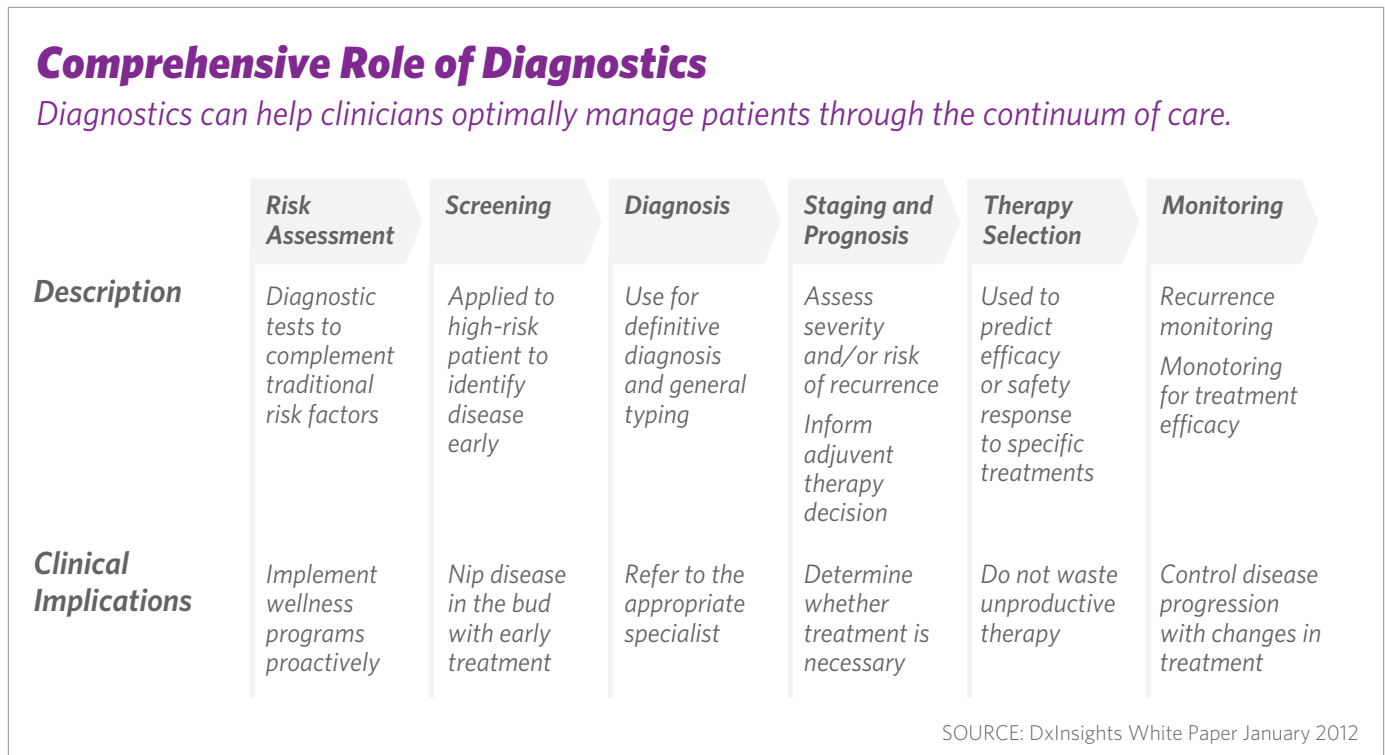 Comprehensive Role of Diagnostics
Diagnostics can help clinicians optimally manage patients through the continuum of care.
Risk
Assessment
Screening
Diagnosis
Staging and
Prognosis
Therapy
Selection
Monitoring
Description
Diagnostic
tests to
complement
traditional
risk factors
Applied to
high-risk
patient to
identify
disease
early
Use for
definitive
diagnosis
and general
typing
Assess
severity
and/or risk
of recurrence
Inform
adjuvent
therapy
decision
Used to
predict
efficacy
or safety
response
to specific
treatments
Recurrence
monitoring
Monotoring
for treatment
efficacy
Clinical
Implications
Implement
wellness
programs
proactively
Nip disease
in the bud
with early
treatment
Refer to the
appropriate
specialist
Determine
whether
treatment is
necessary
Do not waste
unproductive
therapy
Control disease
progression
with changes in
treatment
SOURCE: DxInsights White Paper January 2012